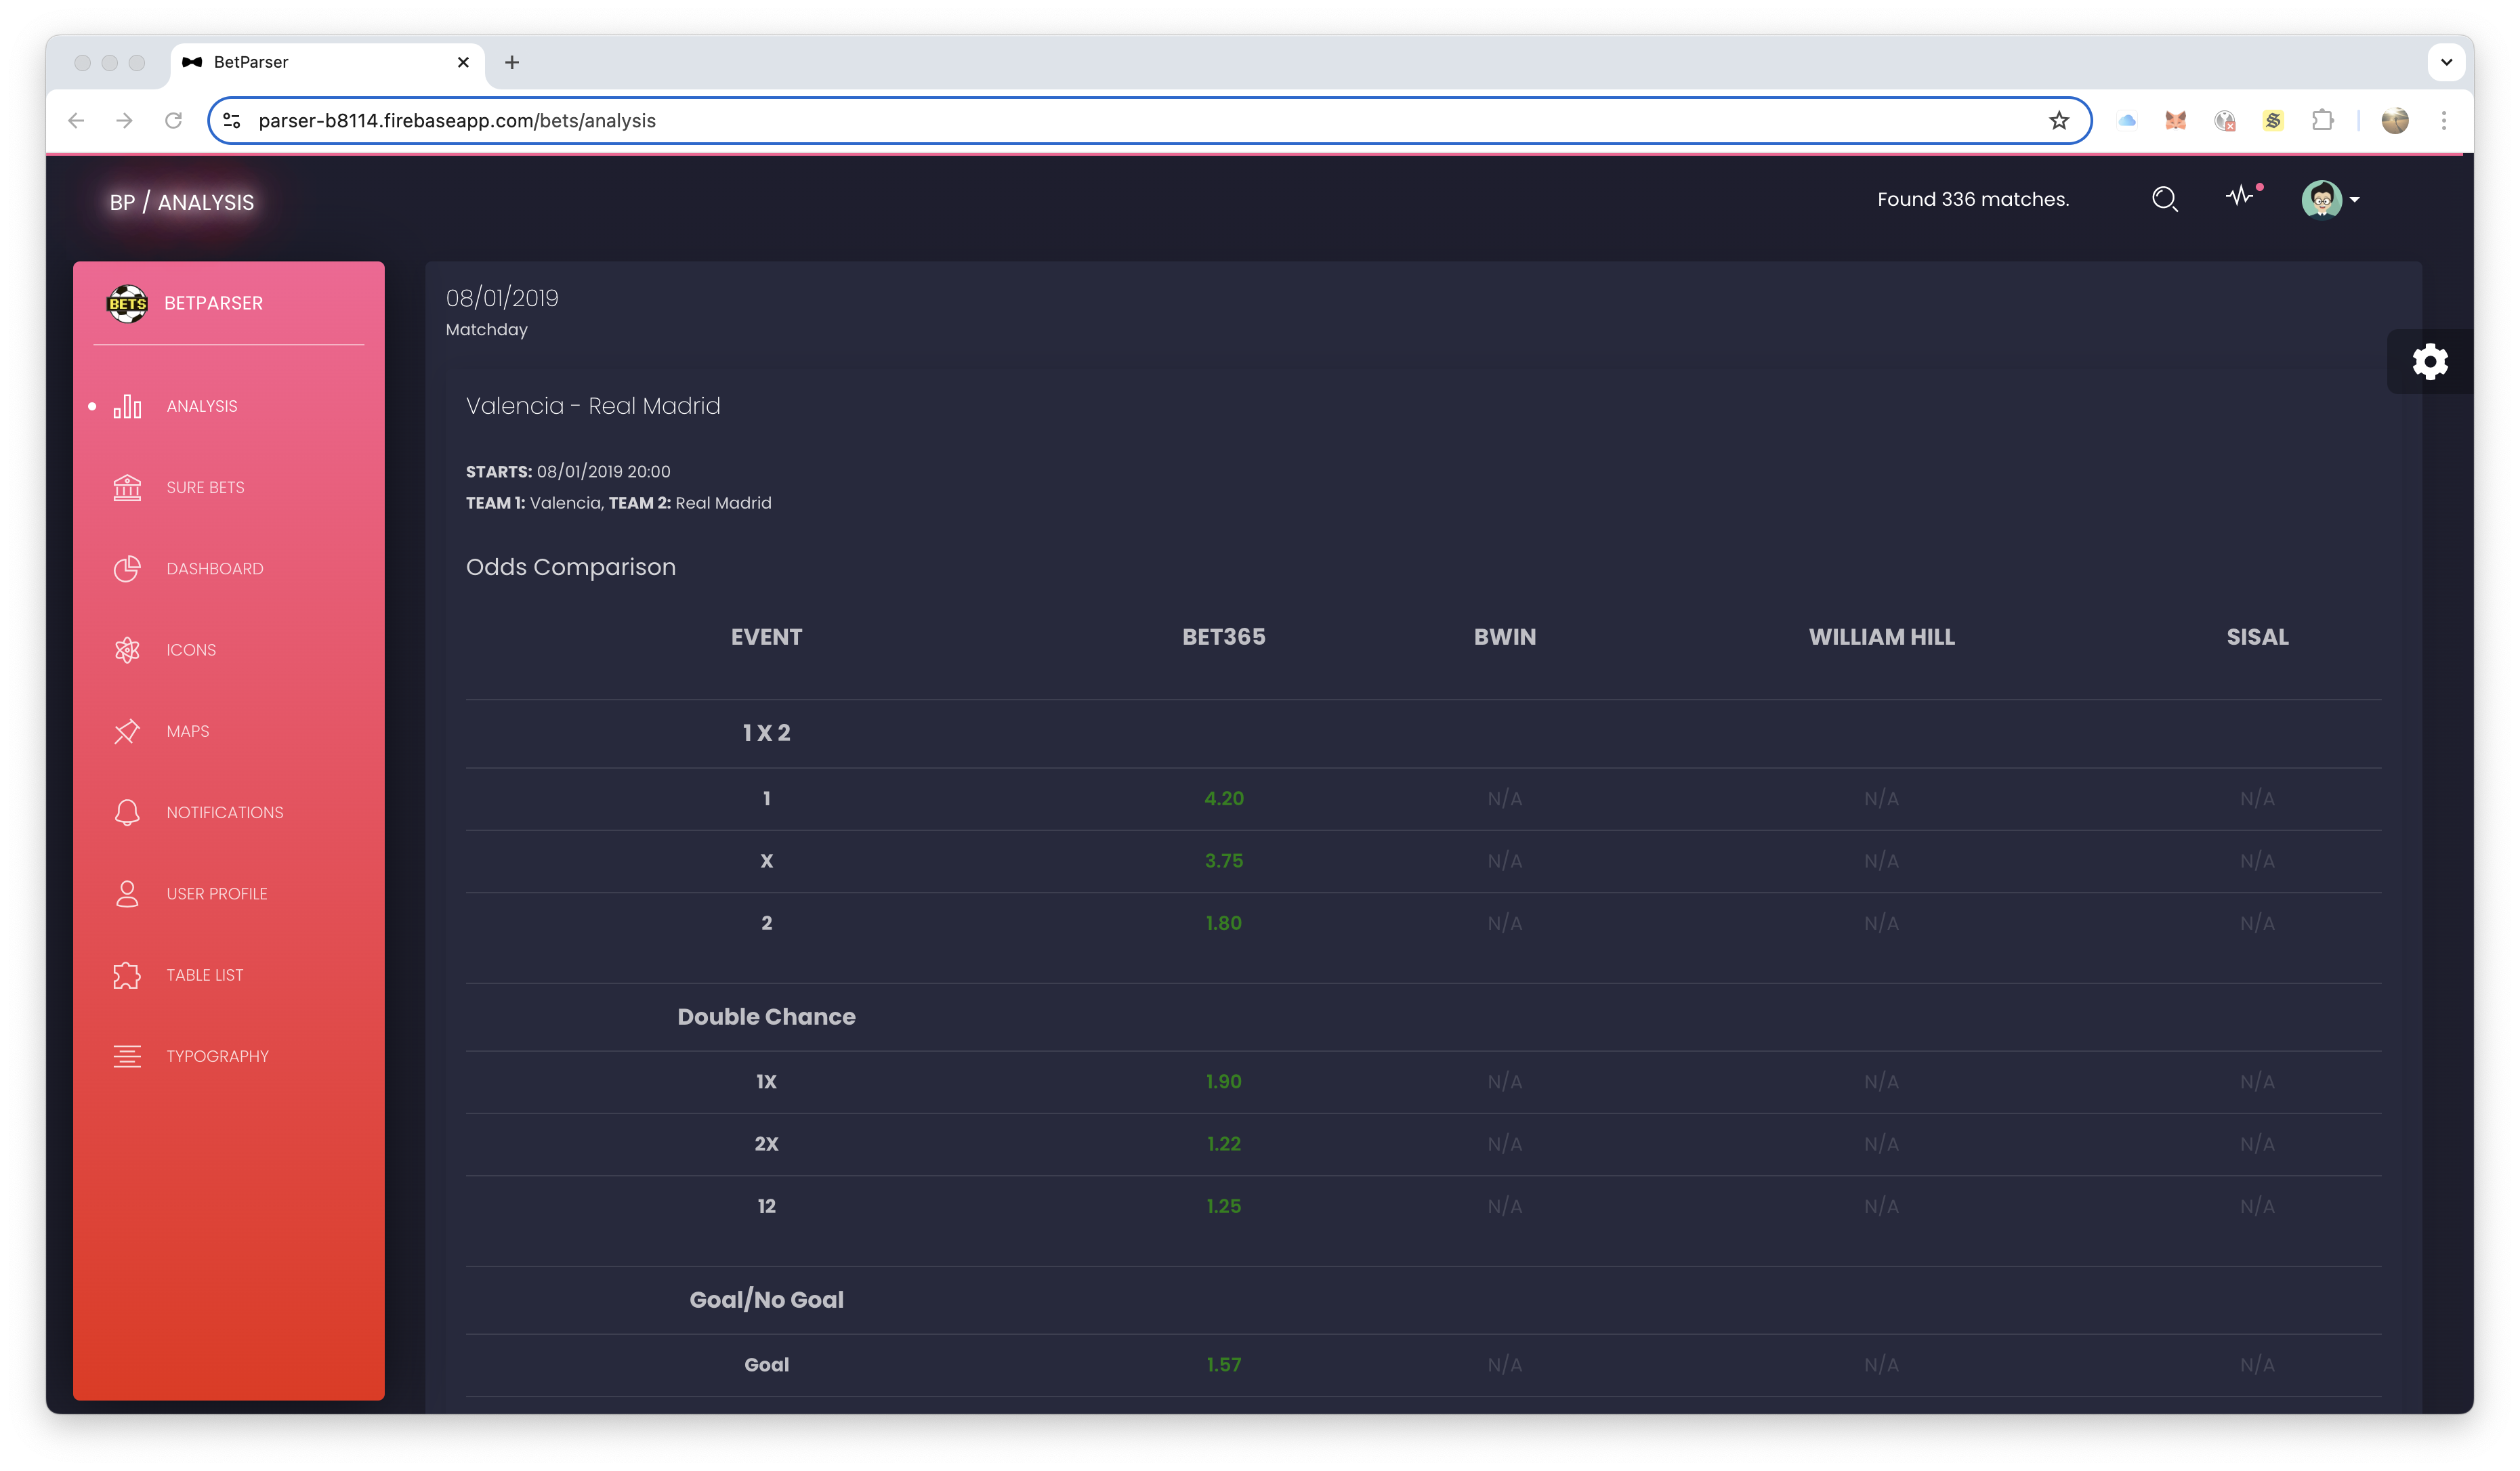 BetParser
parser-b8114.firebaseapp.com/bets/analysis
BP / ANALYSIS
Found 336 matches.
BETS BETPARSER
ANALYSIS
SURE BETS
DASHBOARD
ICONS
MAPS
NOTIFICATIONS
USER PROFILE
TABLE LIST
TYPOGRAPHY
08/01/2019
Matchday
Valencia - Real Madrid
STARTS: 08/01/2019 20:00
TEAM 1: Valencia, TEAM 2: Real Madrid
Odds Comparison
EVENT BET365 BWIN WILLIAM HILL SISAL
1 X 2
1 4.20 N/A N/A N/A
X 3.75 N/A N/A N/A
2 1.80 N/A N/A N/A
Double Chance
1X 1.90 N/A N/A N/A
2X 1.22 N/A N/A N/A
12 1.25 N/A N/A N/A
Goal/No Goal
Goal 1.57 N/A N/A N/A